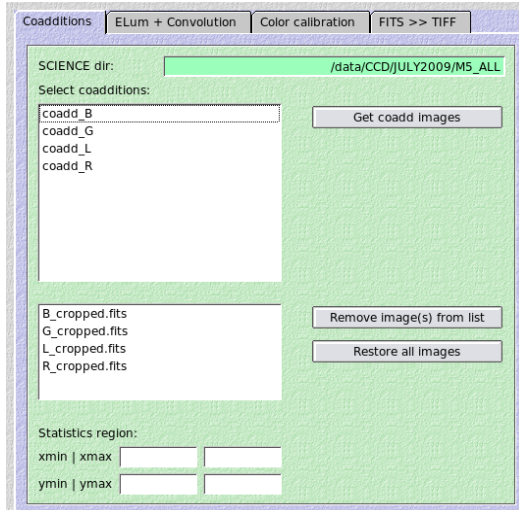 Coadditions ELum + Convolution Color calibration FITS >> TIFF
SCIENCE dir: /data/CCD/JULY2009/M5_ALL
Select coadditions:
coadd_B
Get coadd images
coadd_G
coadd_L
coadd_R
B_cropped.fits
Remove image(s) from list
G_cropped.fits
L_cropped.fits
Restore all images
R_cropped.fits
Statistics region:
xmin | xmax
ymin | ymax